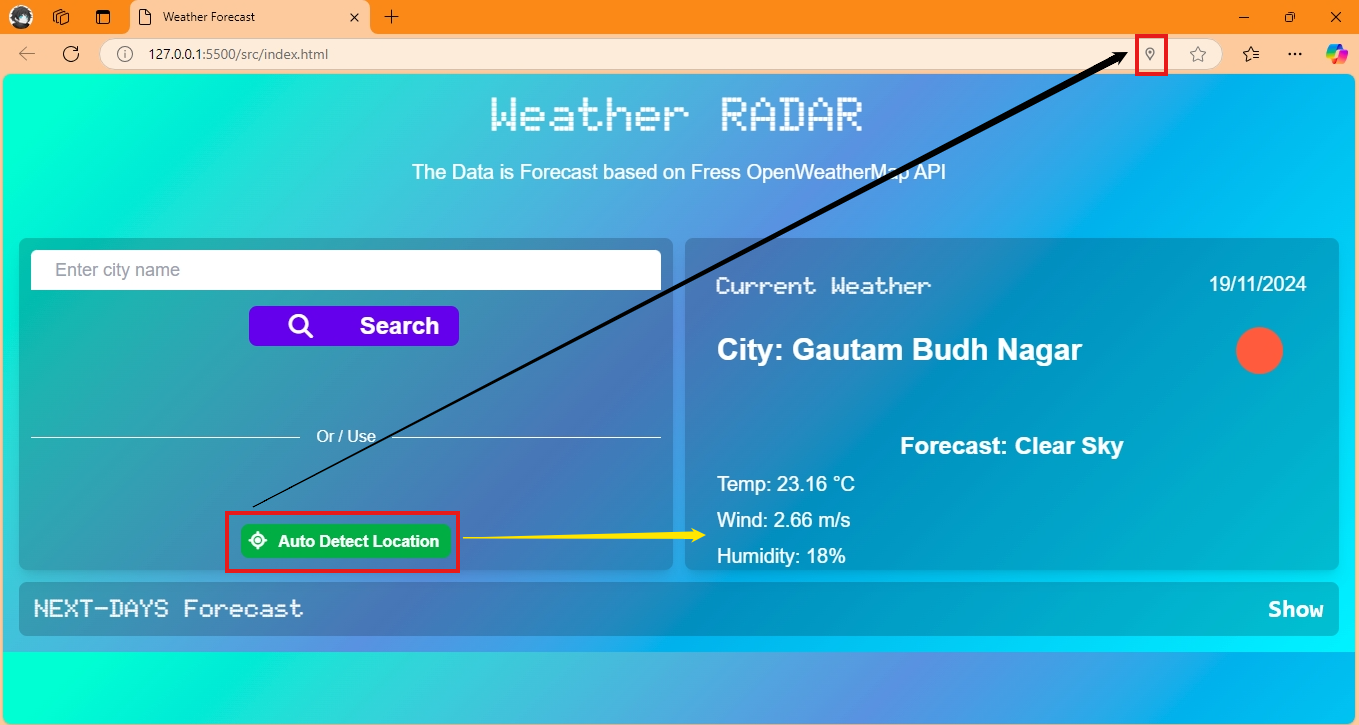 Weather Forecast
127.0.0.1:5500/src/index.html
Weather RADAR
The Data is Forecast based on Fress OpenWeatherMap API
Enter city name
Search
Or / Use
Auto Detect Location
Current Weather
19/11/2024
City: Gautam Budh Nagar
Forecast: Clear Sky
Temp: 23.16 °C
Wind: 2.66 m/s
Humidity: 18%
NEXT-DAYS Forecast
Show